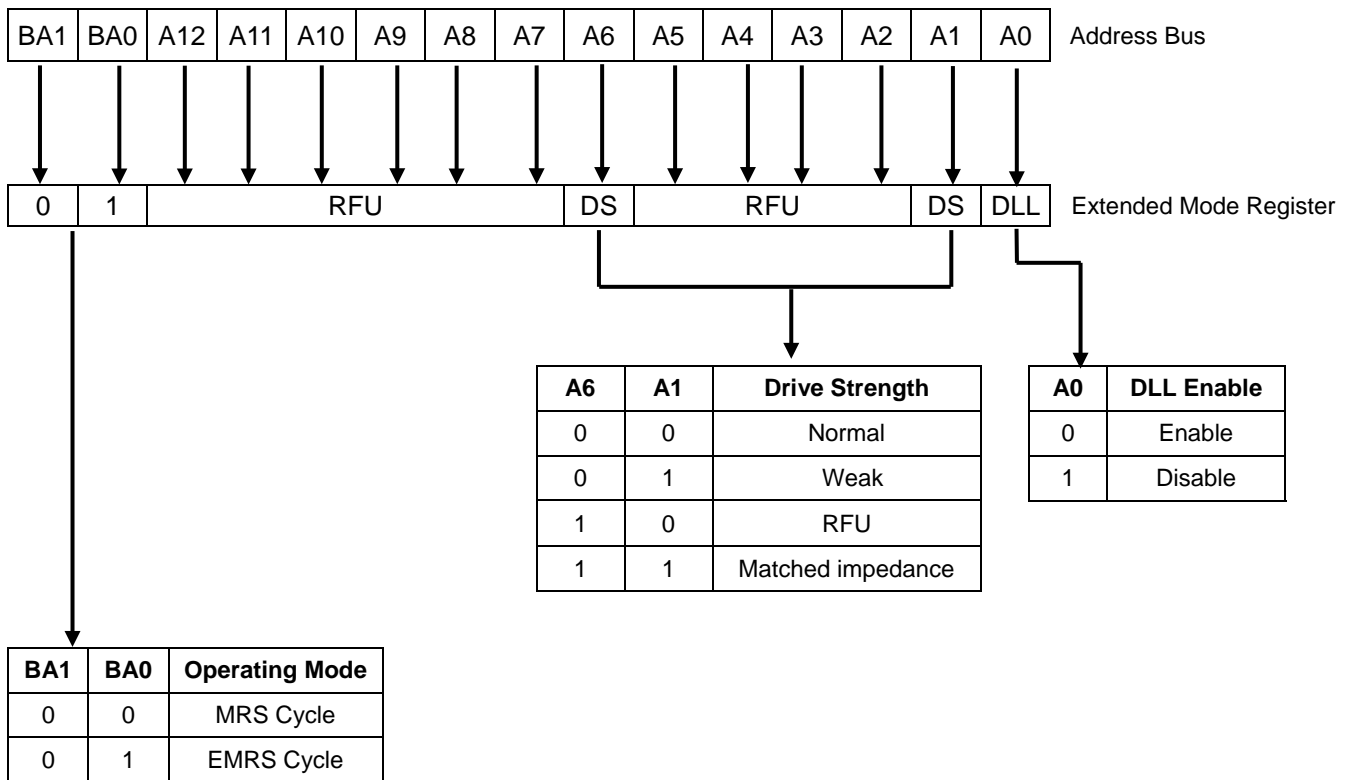 BA1 BA0 A12 A11 A10 A9 A8 A7 A6 A5 A4 A3 A2 A1 A0 Address Bus
0 1 RFU DS RFU DS DLL Extended Mode Register
A6 A1 Drive Strength
0 0 Normal
0 1 Weak
1 0 RFU
1 1 Matched impedance
A0 DLL Enable
0 Enable
1 Disable
BA1 BA0 Operating Mode
0 0 MRS Cycle
0 1 EMRS Cycle